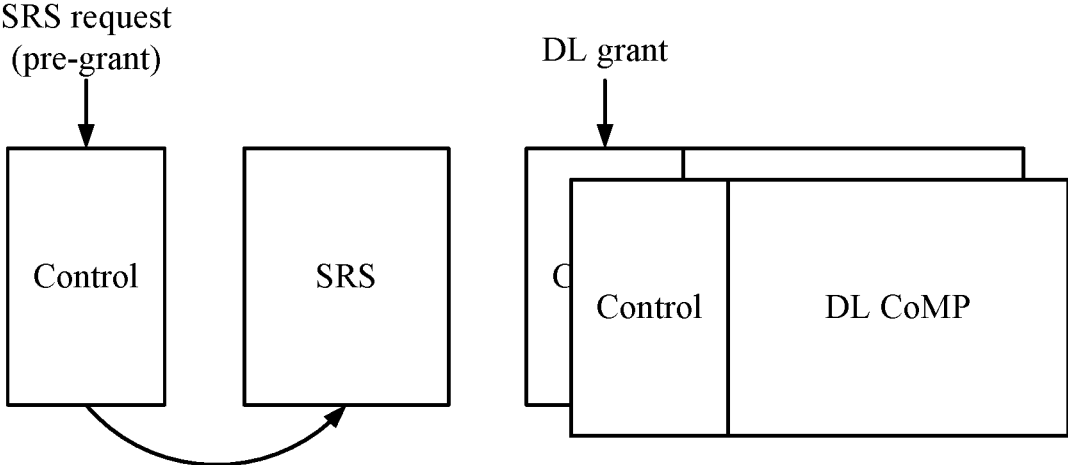 SRS request
(pre-grant)
DL grant
Control
SRS
C
Control
DL CoMP